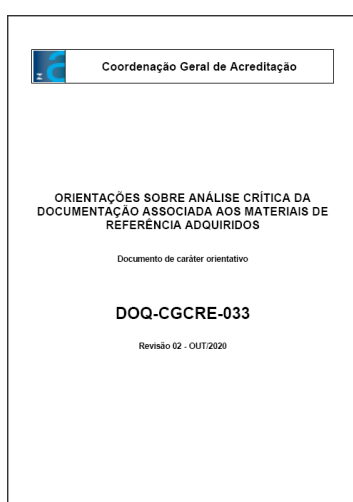 Coordenação Geral de Acreditação
ORIENTAÇÕES SOBRE ANÁLISE CRÍTICA DA
DOCUMENTAÇÃO ASSOCIADA AOS MATERIAIS DE
REFERÊNCIA ADQUIRIDOS
Documento de caráter orientativo
DOQ-CGCRE-033
Revisão 02 - OUT/2020